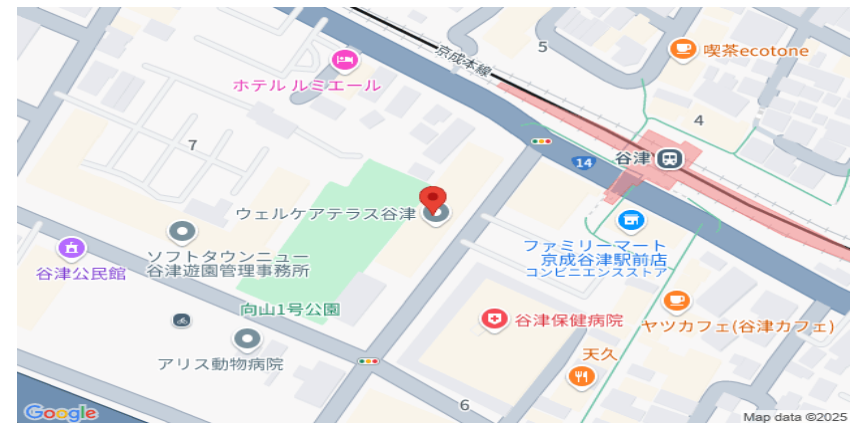 京成本線
5
喫茶ecotone
ホテル ルミエール
4
7
14
谷津
ウェルケアテラス谷津
ファミリーマート
京成谷津駅前店
コンビニエンスストア
ソフトタウンニュー
谷津遊園管理事務所
谷津公民館
向山1号公園
谷津保健病院
ヤツカフェ(谷津カフェ)
アリス動物病院
天久
6
Google
Map data ©2025